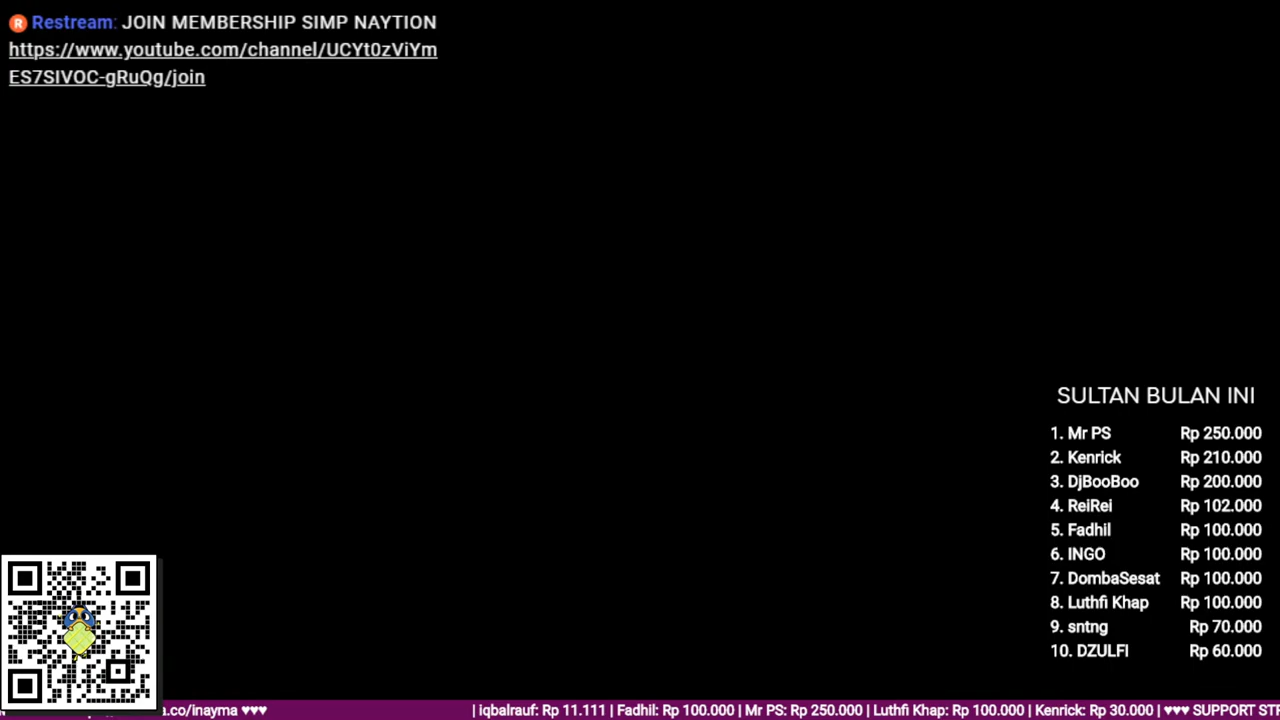 Restream: JOIN MEMBERSHIP SIMP NAYTION
https://www.youtube.com/channel/UCYt0zViYm
ES7SIVOC-gRuQg/join
SULTAN BULAN INI
1. Mr PS Rp 250.000
2. Kenrick Rp 210.000
3. DjBooBoo Rp 200.000
4. ReiRei Rp 102.000
5. Fadhil Rp 100.000
6. INGO Rp 100.000
7. DombaSesat Rp 100.000
8. Luthfi Khap Rp 100.000
9. sntng Rp 70.000
10. DZULFI Rp 60.000
a.co/inayma ♥♥♥ | iqbalrauf: Rp 11.111 | Fadhil: Rp 100.000 | Mr PS: Rp 250.000 | Luthfi Khap: Rp 100.000 | Kenrick: Rp 30.000 | ♥♥♥ SUPPORT STR